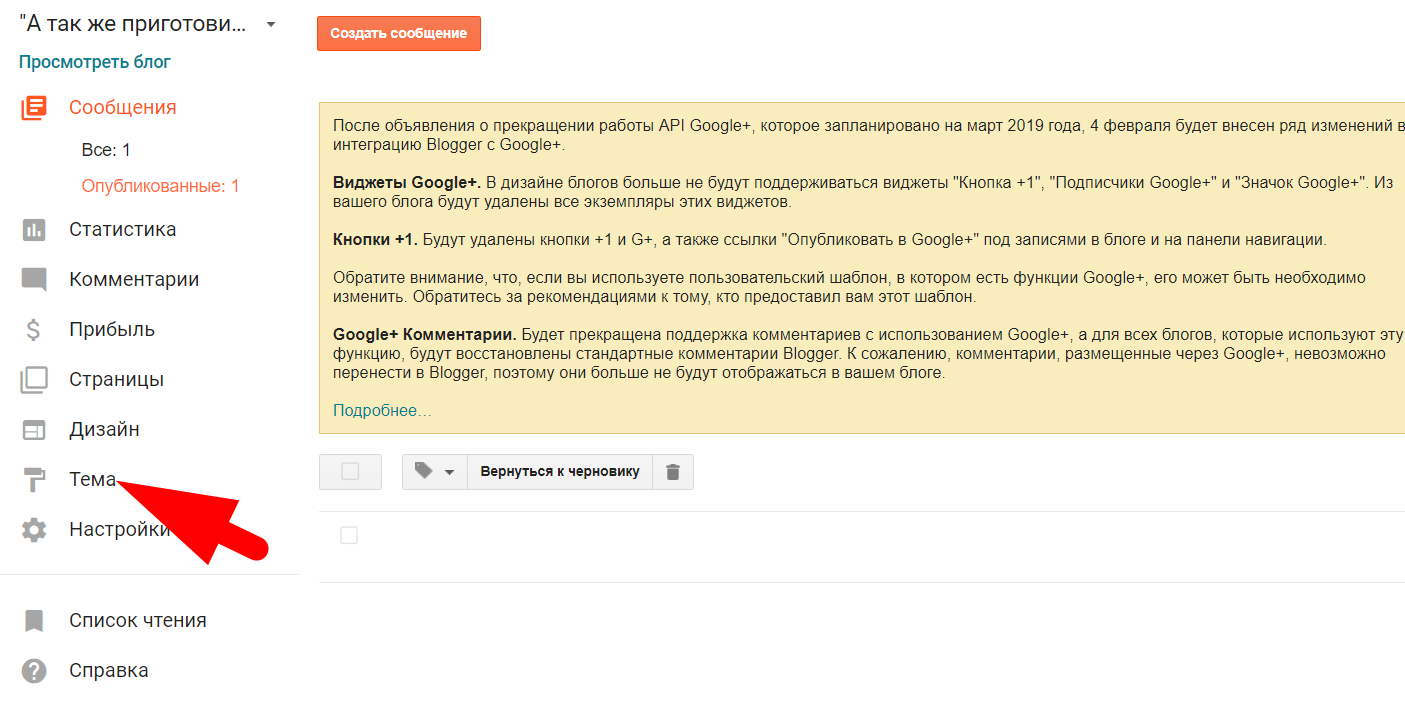 "А так же приготови...
Просмотреть блог
Сообщения
Все: 1
Опубликованные: 1
Статистика
Комментарии
Прибыль
Страницы
Дизайн
Тема
Настройки
Список чтения
Справка
Создать сообщение
После объявления о прекращении работы API Google+, которое запланировано на март 2019 года, 4 февраля будет внесен ряд изменений в
интеграцию Blogger с Google+.
Виджеты Google+. В дизайне блогов больше не будут поддерживаться виджеты "Кнопка +1", "Подписчики Google+" и "Значок Google+". Из
вашего блога будут удалены все экземпляры этих виджетов.
Кнопки +1. Будут удалены кнопки +1 и G+, а также ссылки "Опубликовать в Google+" под записями в блоге и на панели навигации.
Обратите внимание, что, если вы используете пользовательский шаблон, в котором есть функции Google+, его может быть необходимо
изменить. Обратитесь за рекомендациями к тому, кто предоставил вам этот шаблон.
Google+ Комментарии. Будет прекращена поддержка комментариев с использованием Google+, а для всех блогов, которые используют эту
функцию, будут восстановлены стандартные комментарии Blogger. К сожалению, комментарии, размещенные через Google+, невозможно
перенести в Blogger, поэтому они больше не будут отображаться в вашем блоге.
Подробнее…
Вернуться к черновику